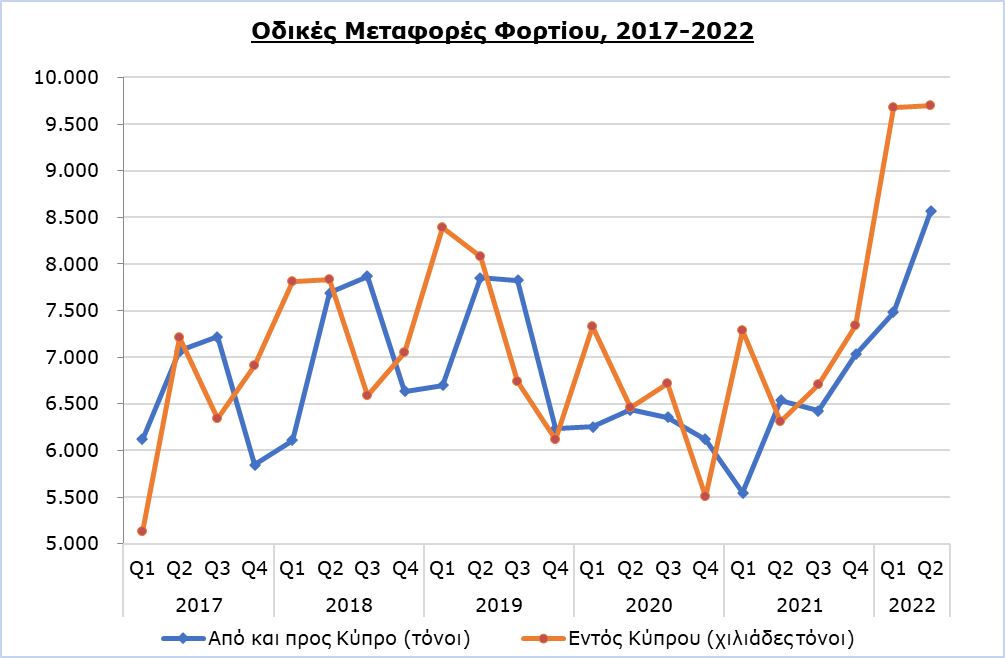 Οδικές Μεταφορές Φορτίου, 2017-2022
10.000
9.500
9.000
8.500
8.000
7.500
7.000
6.500
6.000
5.500
5.000
Q1 Q2 Q3 Q4 Q1 Q2 Q3 Q4 Q1 Q2 Q3 Q4 Q1 Q2 Q3 Q4 Q1 Q2 Q3 Q4 Q1 Q2
2017 2018 2019 2020 2021 2022
Από και προς Κύπρο (τόνοι) Εντός Κύπρου (χιλιάδες τόνοι)